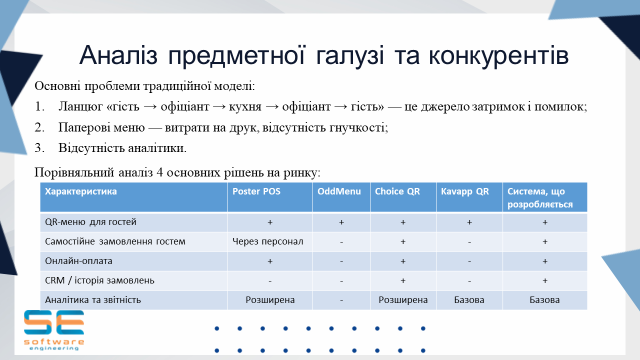 Аналіз предметної галузі та конкурентів
Основні проблеми традиційної моделі:
1. Ланцюг «гість → офіціант → кухня → офіціант → гість» — це джерело затримок і помилок;
2. Паперові меню — витрати на друк, відсутність гнучкості;
3. Відсутність аналітики.
Порівняльний аналіз 4 основних рішень на ринку:
Характеристика Poster POS OddMenu Choice QR Kavapp QR Система, що
розробляється
QR-меню для гостей + + + + +
Самостійне замовлення гостем Через персонал - + - +
Онлайн-оплата + - + - +
CRM / історія замовлень - - + - +
Аналітика та звітність Розширена - Розширена Базова Базова
SE
software
engineering